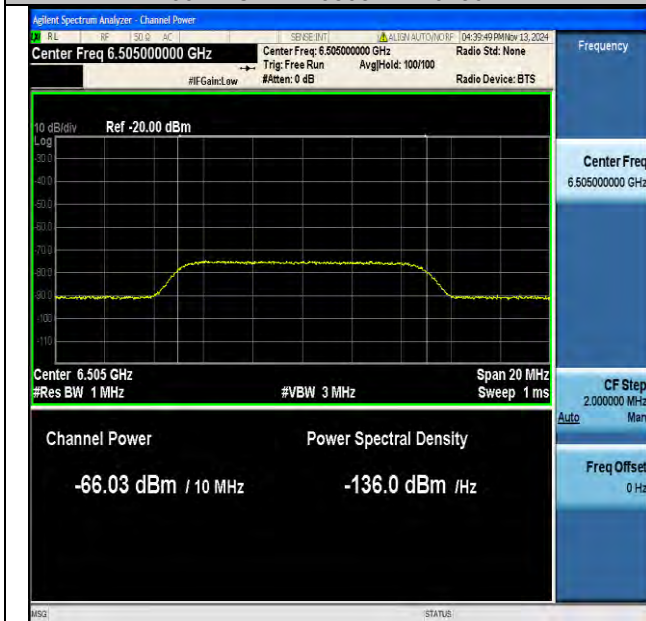 Agilent Spectrum Analyzer - Channel Power
RL RF 50 Ω AC SENSE:INT ALIGN AUTO/NO RF 04:39:49 PM Nov 13, 2024
Center Freq 6.505000000 GHz
Center Freq: 6.505000000 GHz
Radio Std: None
Trig: Free Run Avg|Hold: 100/100
#IFGain:Low #Atten: 0 dB Radio Device: BTS
10 dB/div Ref -20.00 dBm
Log
-30.0
-40.0
-50.0
-60.0
-70.0
-80.0
-90.0
-100
-110
Center 6.505 GHz Span 20 MHz
#Res BW 1 MHz #VBW 3 MHz Sweep 1 ms
Channel Power Power Spectral Density
-66.03 dBm / 10 MHz -136.0 dBm /Hz
MSG STATUS
Frequency
Center Freq
6.505000000 GHz
CF Step
2.000000 MHz
Auto Man
Freq Offset
0 Hz